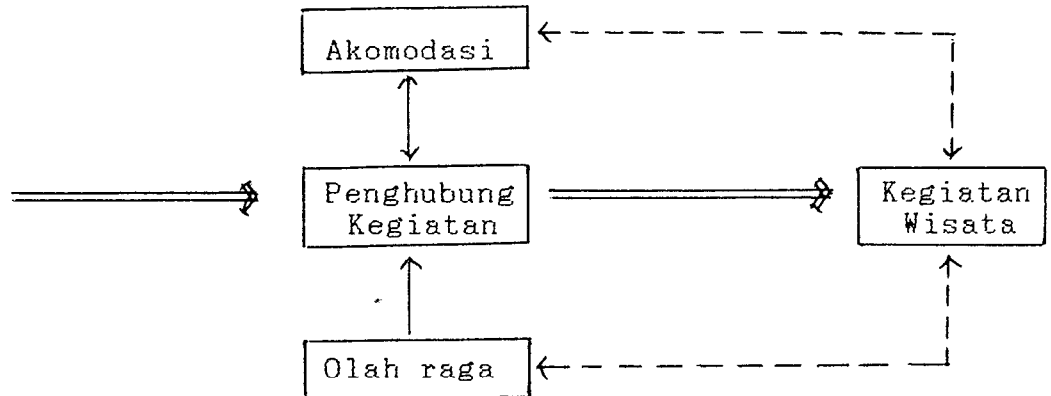 Akomodasi
Penghubung
Kegiatan
Kegiatan
Wisata
Olah raga